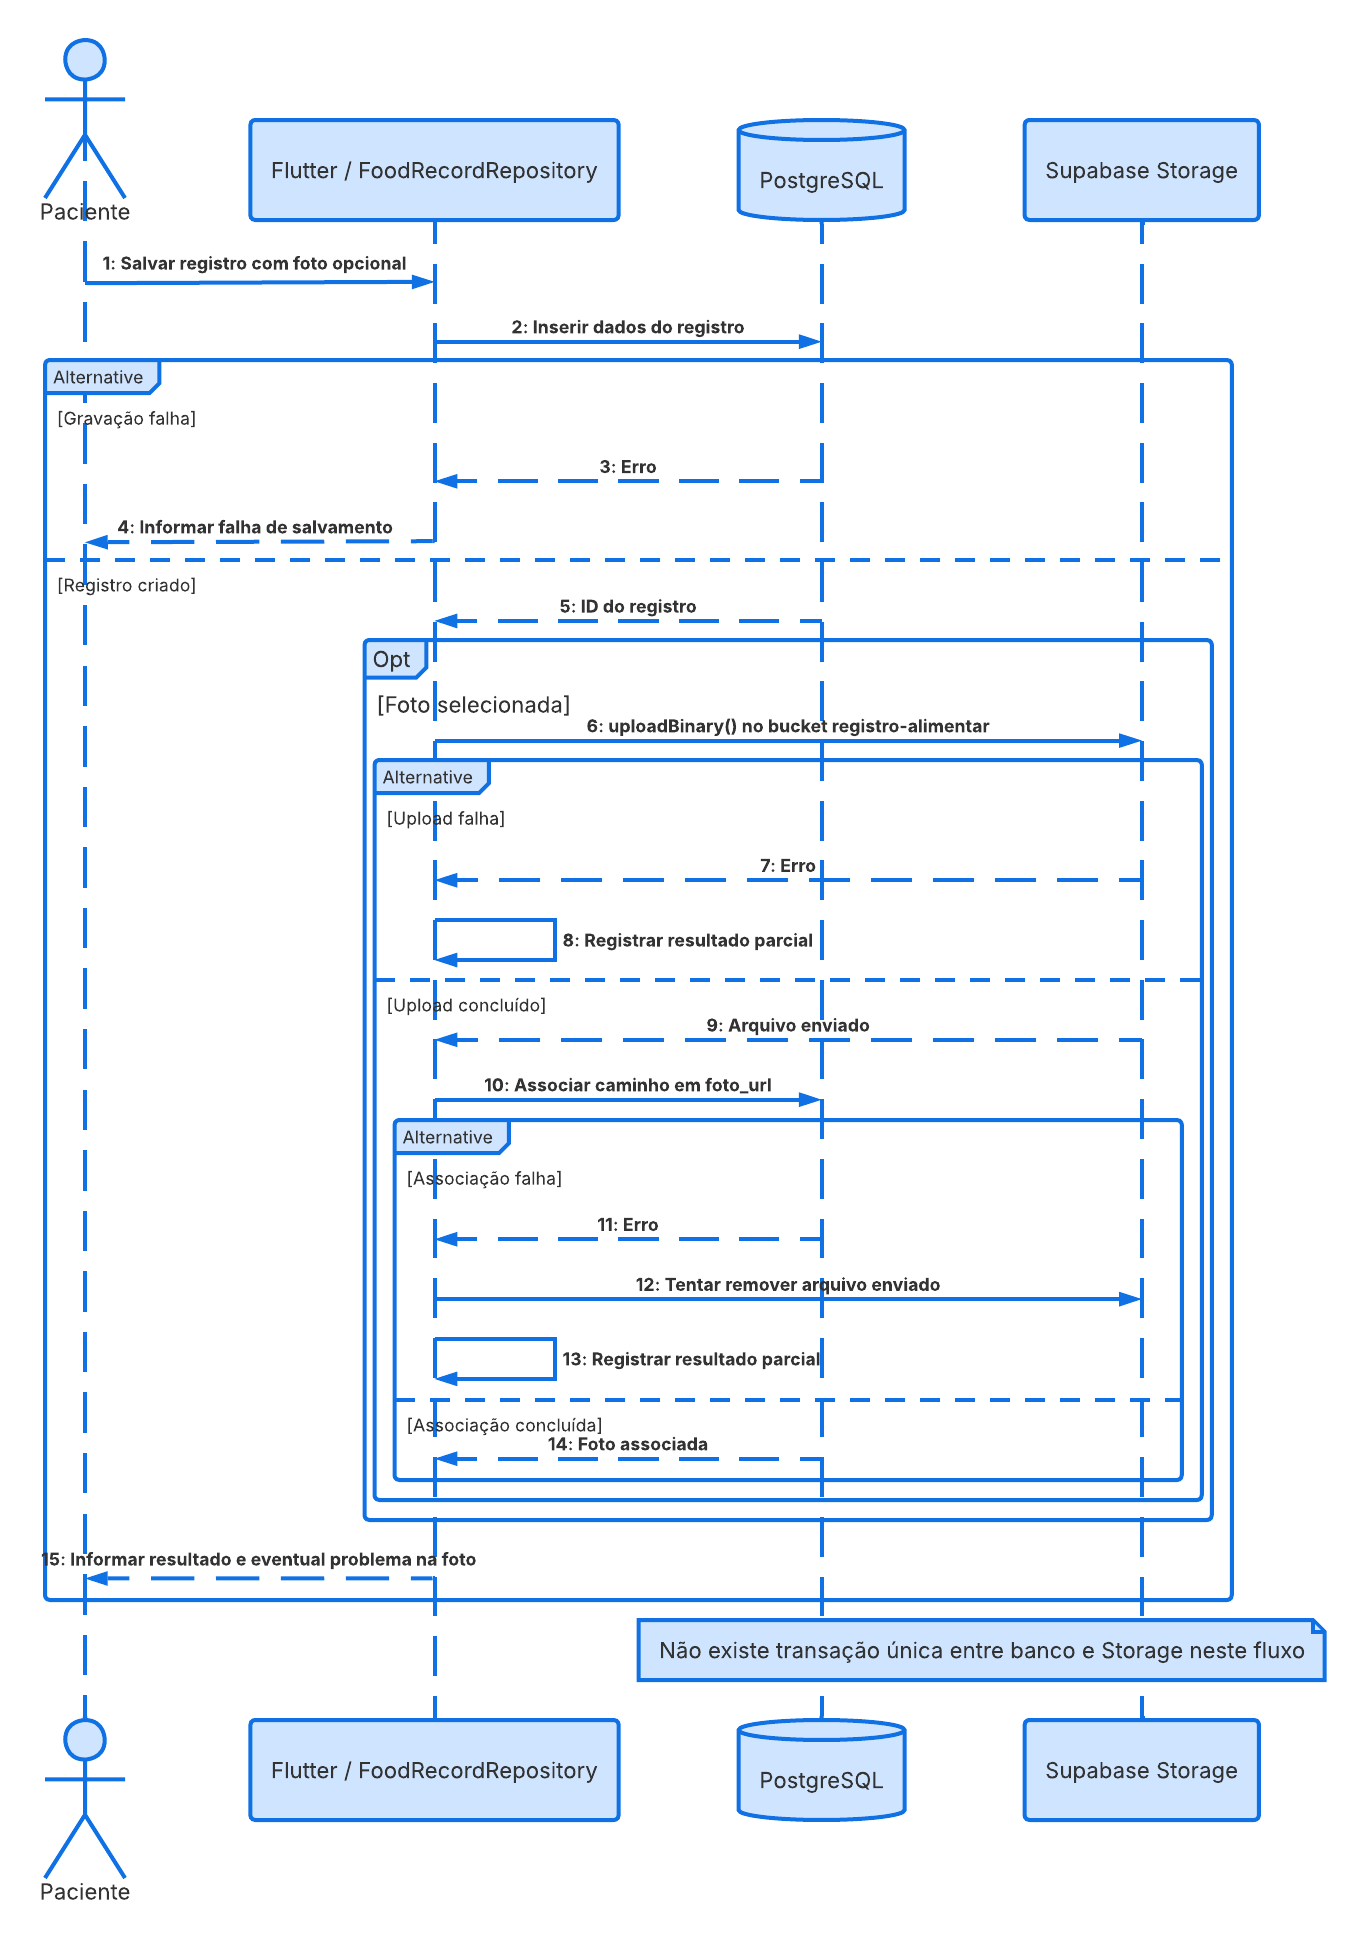 Paciente
Flutter / FoodRecordRepository
PostgreSQL
Supabase Storage
1: Salvar registro com foto opcional
2: Inserir dados do registro
Alternative
[Gravação falha]
3: Erro
4: Informar falha de salvamento
[Registro criado]
5: ID do registro
Opt
[Foto selecionada]
6: uploadBinary() no bucket registro-alimentar
Alternative
[Upload falha]
7: Erro
8: Registrar resultado parcial
[Upload concluído]
9: Arquivo enviado
10: Associar caminho em foto_url
Alternative
[Associação falha]
11: Erro
12: Tentar remover arquivo enviado
13: Registrar resultado parcial
[Associação concluída]
14: Foto associada
15: Informar resultado e eventual problema na foto
Não existe transação única entre banco e Storage neste fluxo
Flutter / FoodRecordRepository
PostgreSQL
Supabase Storage
Paciente